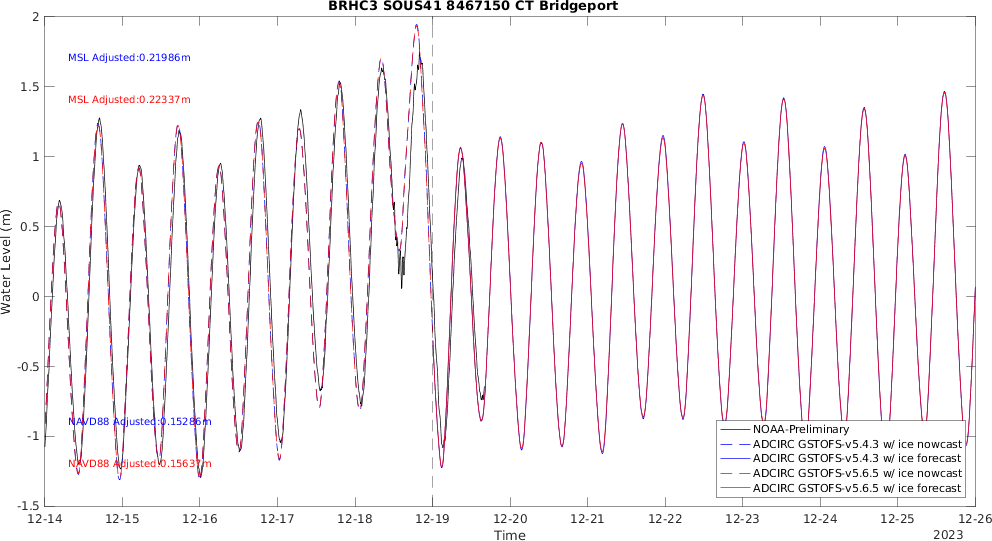 BRHC3 SOUS41 8467150 CT Bridgeport
2
MSL Adjusted:0.21986m
1.5
MSL Adjusted:0.22337m
1
0.5
Water Level (m)
0
-0.5
NAVD88 Adjusted:0.15286m
-1
NAVD88 Adjusted:0.15637m
-1.5
NOAA-Preliminary
ADCIRC GSTOFS-v5.4.3 w/ ice nowcast
ADCIRC GSTOFS-v5.4.3 w/ ice forecast
ADCIRC GSTOFS-v5.6.5 w/ ice nowcast
ADCIRC GSTOFS-v5.6.5 w/ ice forecast
12-14 12-15 12-16 12-17 12-18 12-19 12-20 12-21 12-22 12-23 12-24 12-25 12-26
Time
2023